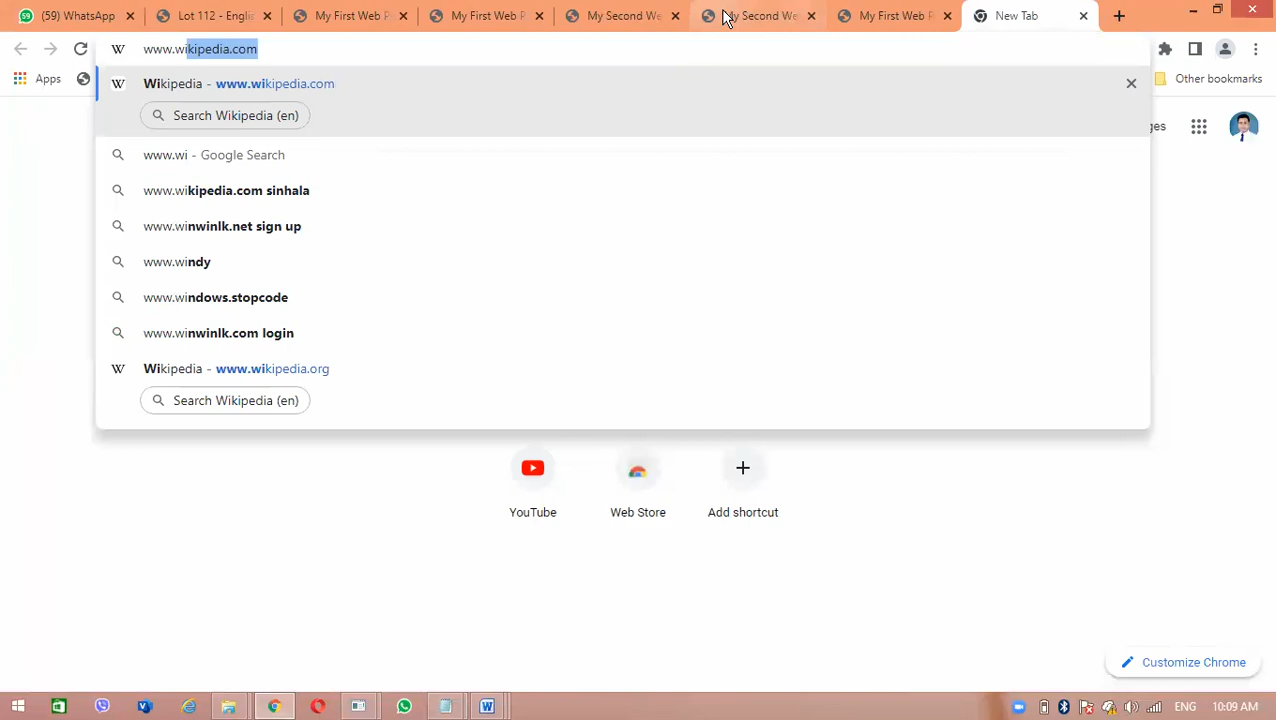 (59) WhatsApp
Lot 112 - Englis
My First Web P
My First Web P
My Second We
My Second We
My First Web P
New Tab
www.wikipedia.com
Wikipedia - www.wikipedia.com
Apps
Other bookmarks
Search Wikipedia (en)
www.wi - Google Search
www.wikipedia.com sinhala
www.winwinlk.net sign up
www.windy
www.windows.stopcode
www.winwinlk.com login
Wikipedia - www.wikipedia.org
Search Wikipedia (en)
YouTube
Web Store
Add shortcut
Customize Chrome
ENG
10:09 AM